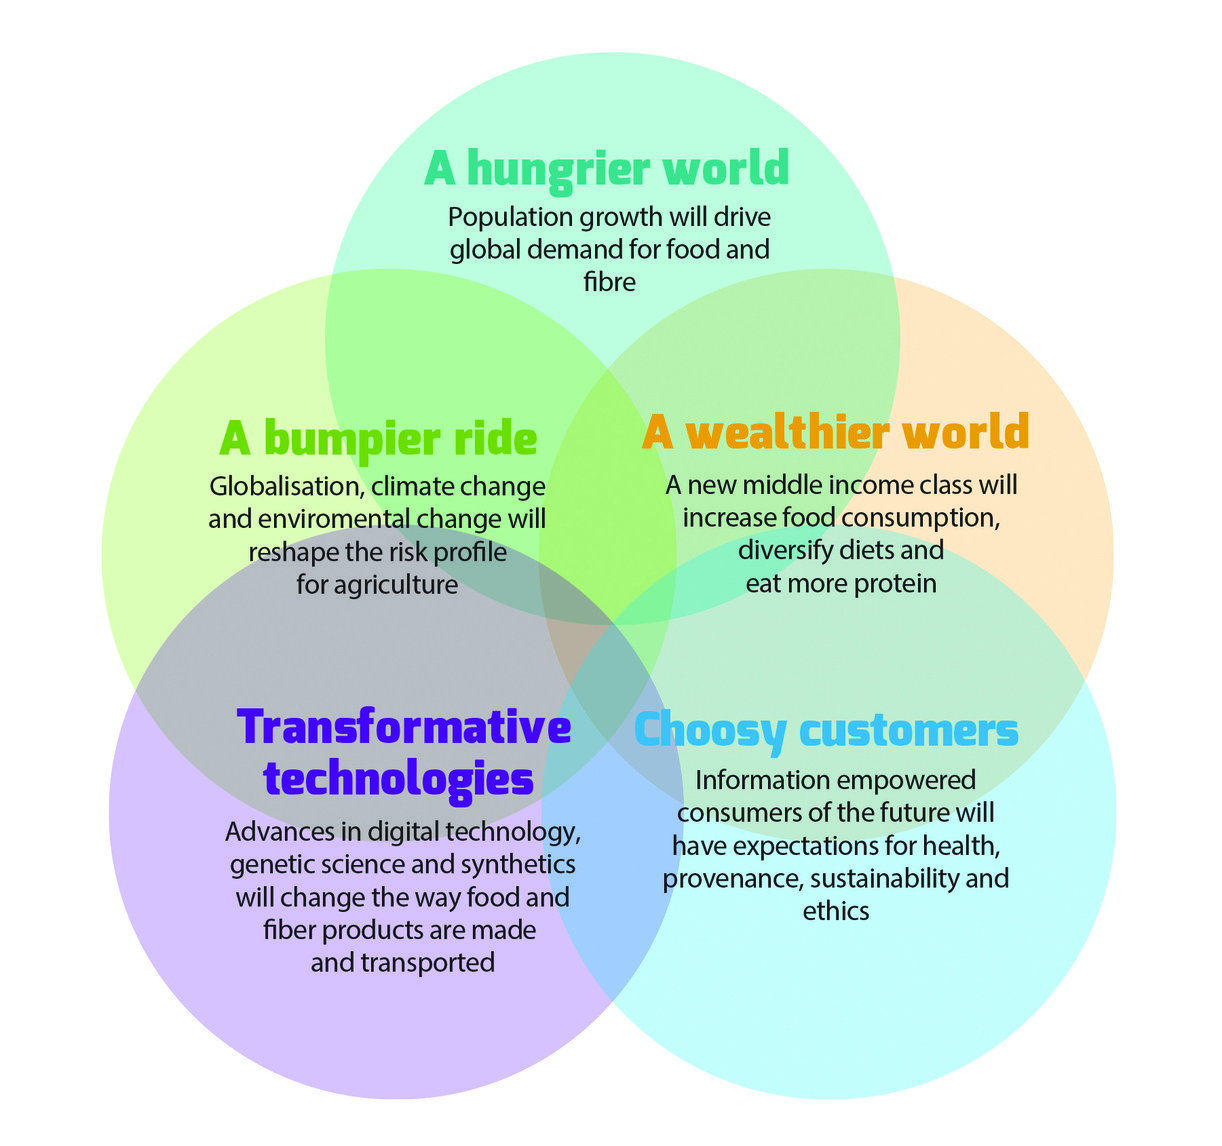 A hungrier world
Population growth will drive
global demand for food and
fibre
A bumpier ride
Globalisation, climate change
and enviromental change will
reshape the risk profile
for agriculture
A wealthier world
A new middle income class will
increase food consumption,
diversify diets and
eat more protein
Transformative
technologies
Advances in digital technology,
genetic science and synthetics
will change the way food and
fiber products are made
and transported
Choosy customers
Information empowered
consumers of the future will
have expectations for health,
provenance, sustainability and
ethics